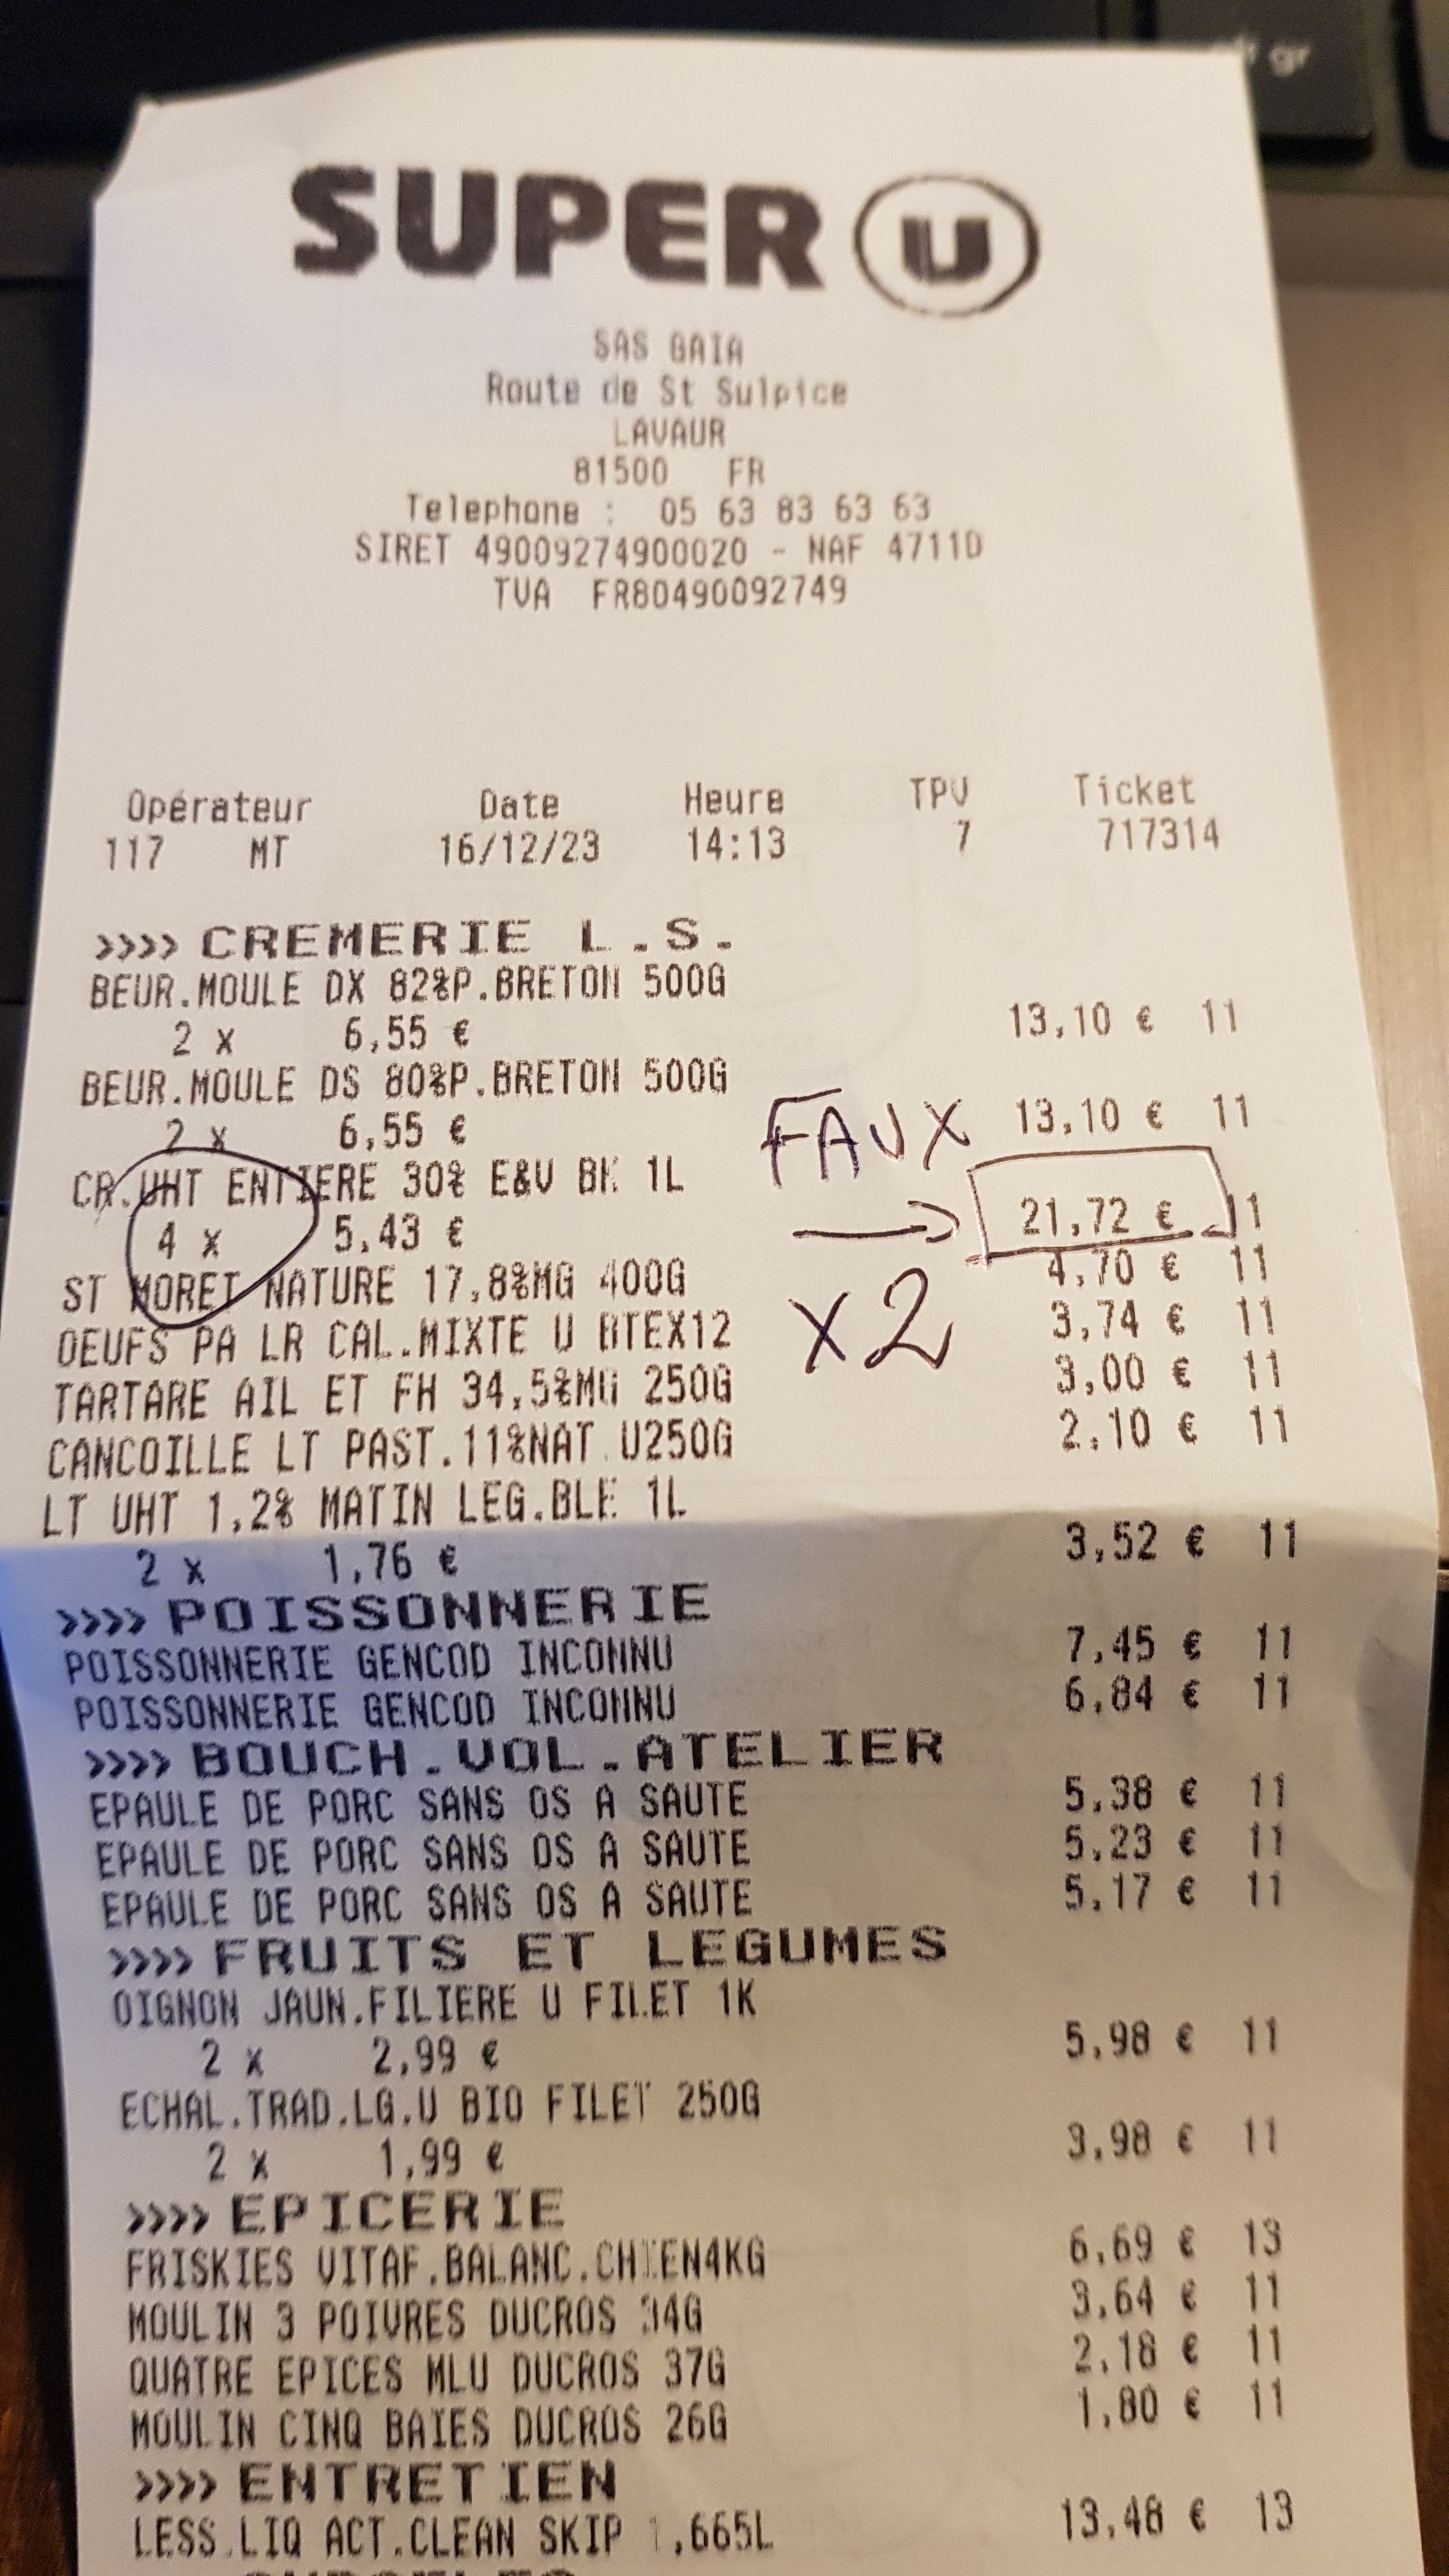 SUPER U
SAS GAIA
Route de St Sulpice
LAVAUR
81500 FR
Telephone : 05 63 83 63 63
SIRET 49009274900020 - NAF 4711D
TVA FR80490092749
Opérateur Date Heure TPV Ticket
117 MT 16/12/23 14:13 7 717314
>>>> CREMERIE L.S.
BEUR.MOULE DX 82%P.BRETON 500G
2 x 6,55 € 13,10 € 11
BEUR.MOULE DS 80%P.BRETON 500G
2 x 6,55 € 13,10 € 11
FAUX
CR.UHT ENTIERE 30% E&V BK 1L
4 x 5,43 € 21,72 € 11
ST MORET NATURE 17,8%MG 400G 4,70 € 11
X2
OEUFS PA LR CAL.MIXTE U BTEX12 3,74 € 11
TARTARE AIL ET FH 34,5%MG 250G 3,00 € 11
CANCOILLE LT PAST.11%NAT U250G 2,10 € 11
LT UHT 1,2% MATIN LEG.BLE 1L
2 x 1,76 € 3,52 € 11
>>>> POISSONNERIE
POISSONNERIE GENCOD INCONNU 7,45 € 11
POISSONNERIE GENCOD INCONNU 6,84 € 11
>>>> BOUCH.VOL.ATELIER
EPAULE DE PORC SANS OS A SAUTE 5,38 € 11
EPAULE DE PORC SANS OS A SAUTE 5,23 € 11
EPAULE DE PORC SANS OS A SAUTE 5,17 € 11
>>>> FRUITS ET LEGUMES
OIGNON JAUN.FILIERE U FILET 1K
2 x 2,99 € 5,98 € 11
ECHAL.TRAD.LG.U BIO FILET 250G
2 x 1,99 € 3,98 € 11
>>>> EPICERIE
FRISKIES VITAF.BALANC.CHIEN4KG 6,69 € 13
MOULIN 3 POIVRES DUCROS 34G 3,64 € 11
QUATRE EPICES MLU DUCROS 37G 2,18 € 11
MOULIN CINQ BAIES DUCROS 26G 1,80 € 11
>>>> ENTRETIEN
LESS.LIQ ACT.CLEAN SKIP 1,665L 13,48 € 13